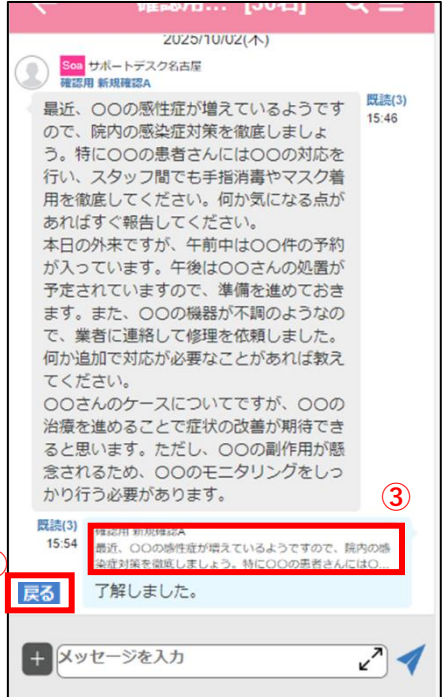 確認用... [30名]
2025/10/02(木)
Soa サポートデスク名古屋
確認用 新規確認A
最近、〇〇の感性症が増えているようです
ので、院内の感染症対策を徹底しましょ
う。特に〇〇の患者さんには〇〇の対応を
行い、スタッフ間でも手指消毒やマスク着
用を徹底してください。何か気になる点が
あればすぐ報告してください。
本日の外来ですが、午前中は〇〇件の予約
が入っています。午後は〇〇さんの処置が
予定されていますので、準備を進めておき
ます。また、〇〇の機器が不調のようなの
で、業者に連絡して修理を依頼しました。
何か追加で対応が必要なことがあれば教え
てください。
〇〇さんのケースについてですが、〇〇の
治療を進めることで症状の改善が期待でき
ると思います。ただし、〇〇の副作用が懸
念されるため、〇〇のモニタリングをしっ
かり行う必要があります。
既読(3)
15:46
③
既読(3)
15:54
確認用 新規確認A
最近、〇〇の感性症が増えているようですので、院内の感
染症対策を徹底しましょう。特に〇〇の患者さんには〇...
戻る
了解しました。
メッセージを入力